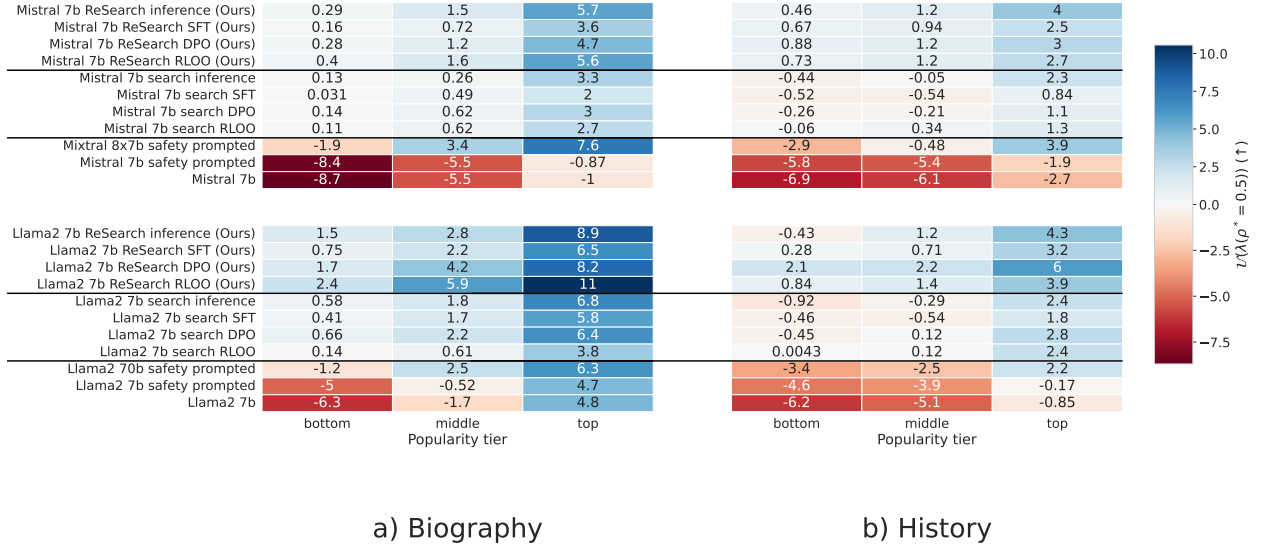 Mistral 7b ReSearch inference (Ours) 0.29 1.5 5.7 0.46 1.2 4
Mistral 7b ReSearch SFT (Ours) 0.16 0.72 3.6 0.67 0.94 2.5
Mistral 7b ReSearch DPO (Ours) 0.28 1.2 4.7 0.88 1.2 3
Mistral 7b ReSearch RLOO (Ours) 0.4 1.6 5.6 0.73 1.2 2.7
Mistral 7b search inference 0.13 0.26 3.3 -0.44 -0.05 2.3
Mistral 7b search SFT 0.031 0.49 2 -0.52 -0.54 0.84
Mistral 7b search DPO 0.14 0.62 3 -0.26 -0.21 1.1
Mistral 7b search RLOO 0.11 0.62 2.7 -0.06 0.34 1.3
Mixtral 8x7b safety prompted -1.9 3.4 7.6 -2.9 -0.48 3.9
Mistral 7b safety prompted -8.4 -5.5 -0.87 -5.8 -5.4 -1.9
Mistral 7b -8.7 -5.5 -1 -6.9 -6.1 -2.7
Llama2 7b ReSearch inference (Ours) 1.5 2.8 8.9 -0.43 1.2 4.3
Llama2 7b ReSearch SFT (Ours) 0.75 2.2 6.5 0.28 0.71 3.2
Llama2 7b ReSearch DPO (Ours) 1.7 4.2 8.2 2.1 2.2 6
Llama2 7b ReSearch RLOO (Ours) 2.4 5.9 11 0.84 1.4 3.9
Llama2 7b search inference 0.58 1.8 6.8 -0.92 -0.29 2.4
Llama2 7b search SFT 0.41 1.7 5.8 -0.46 -0.54 1.8
Llama2 7b search DPO 0.66 2.2 6.4 -0.45 0.12 2.8
Llama2 7b search RLOO 0.14 0.61 3.8 0.0043 0.12 2.4
Llama2 70b safety prompted -1.2 2.5 6.3 -3.4 -2.5 2.2
Llama2 7b safety prompted -5 -0.52 4.7 -4.6 -3.9 -0.17
Llama2 7b -6.3 -1.7 4.8 -6.2 -5.1 -0.85
bottom middle top bottom middle top
Popularity tier Popularity tier
10.0
7.5
5.0
2.5
0.0
−2.5
−5.0
−7.5
𝒰(λ(ρ* = 0.5)) (↑)
a) Biography b) History